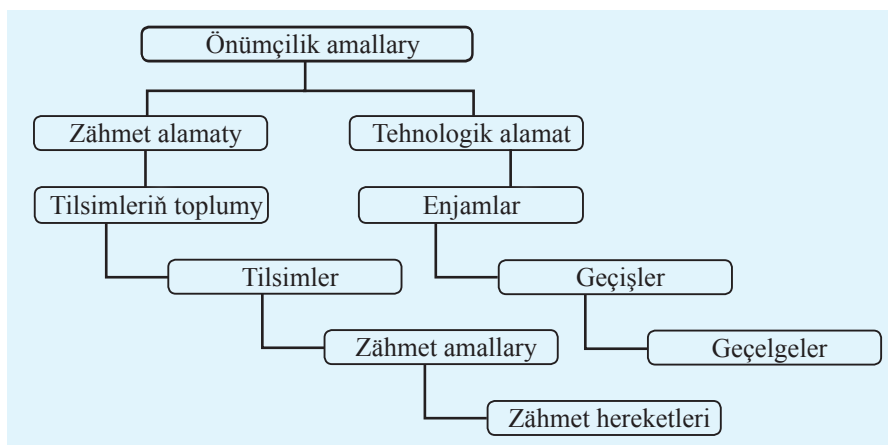 Önümçilik amallary
Zähmet alamaty
Tehnologik alamat
Tilsimleriň toplumy
Enjamlar
Tilsimler
Geçişler
Zähmet amallary
Geçelgeler
Zähmet hereketleri